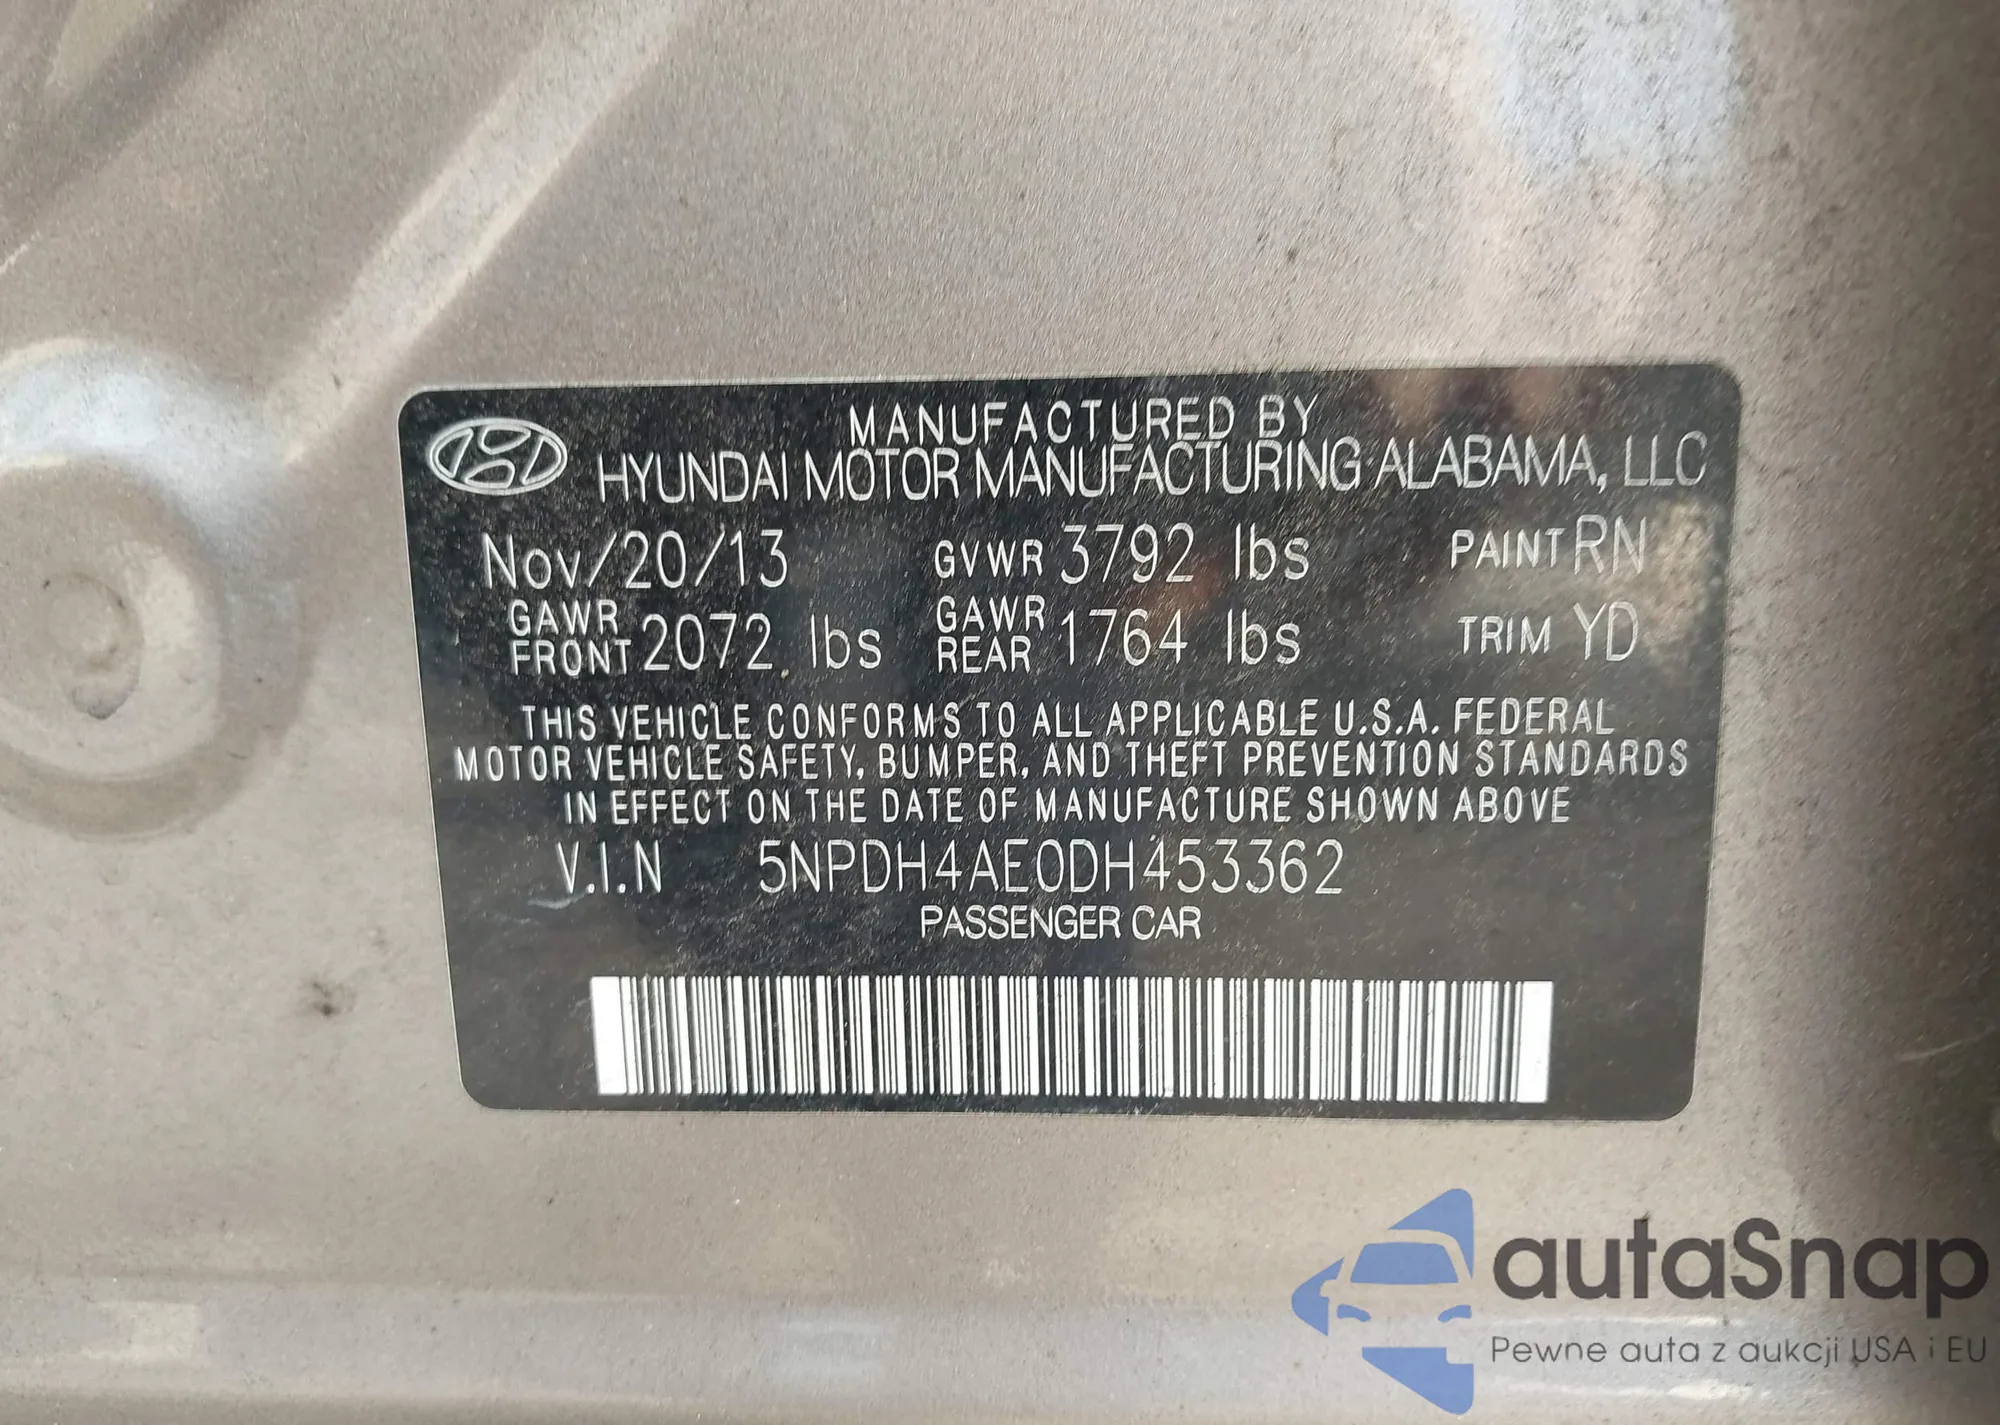 MANUFACTURED BY
HYUNDAI MOTOR MANUFACTURING ALABAMA, LLC
Nov/20/13 GVWR 3792 lbs PAINT RN
GAWR FRONT 2072 lbs GAWR REAR 1764 lbs TRIM YD
THIS VEHICLE CONFORMS TO ALL APPLICABLE U.S.A. FEDERAL
MOTOR VEHICLE SAFETY, BUMPER, AND THEFT PREVENTION STANDARDS
IN EFFECT ON THE DATE OF MANUFACTURE SHOWN ABOVE
V.I.N 5NPDH4AE0DH453362
PASSENGER CAR
autaSnap
Pewne auta z aukcji USA i EU